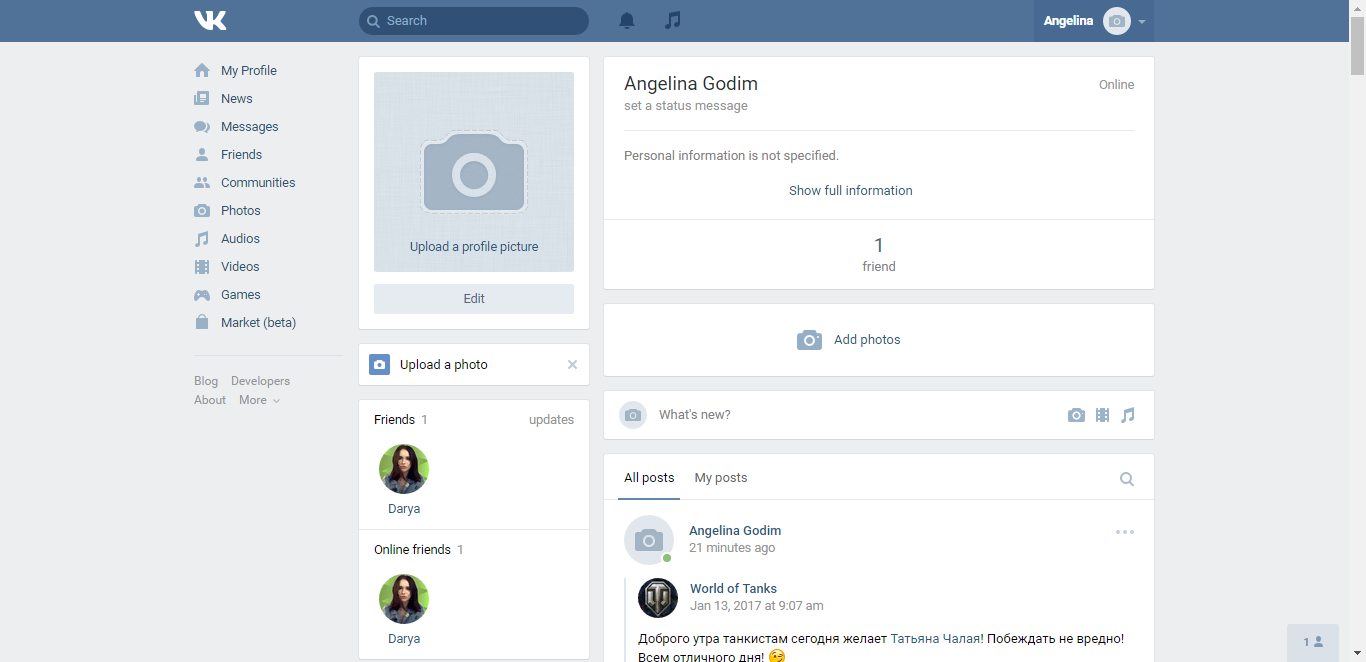 VK
Search
Angelina
My Profile
News
Messages
Friends
Communities
Photos
Audios
Videos
Games
Market (beta)
Blog Developers
About More
Upload a profile picture
Edit
Upload a photo
Friends 1 updates
Darya
Online friends 1
Darya
Angelina Godim Online
set a status message
Personal information is not specified.
Show full information
1
friend
Add photos
What's new?
All posts My posts
Angelina Godim
21 minutes ago
World of Tanks
Jan 13, 2017 at 9:07 am
Доброго утра танкистам сегодня желает Татьяна Чалая! Побеждать не вредно!
Всем отличного дня! 😉
1